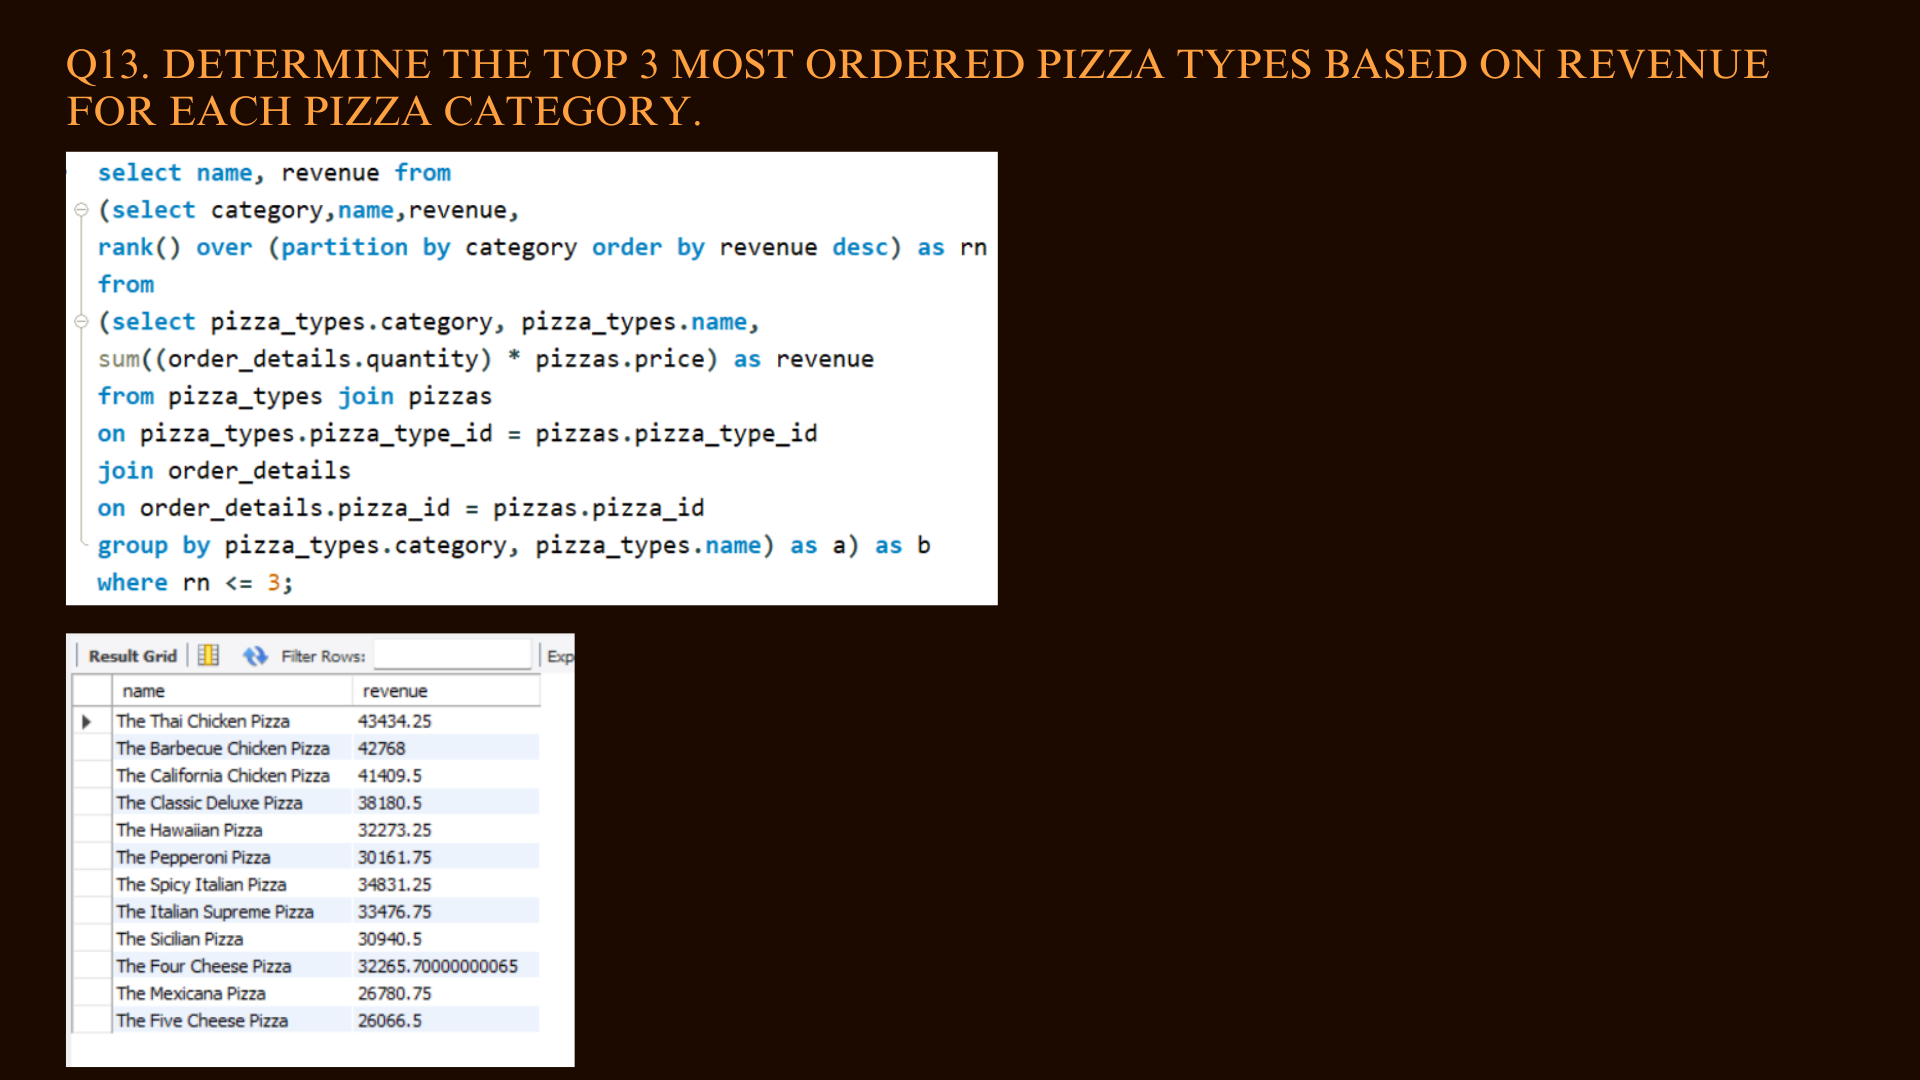 Q13. DETERMINE THE TOP 3 MOST ORDERED PIZZA TYPES BASED ON REVENUE
FOR EACH PIZZA CATEGORY.
select name, revenue from
(select category,name,revenue,
rank() over (partition by category order by revenue desc) as rn
from
(select pizza_types.category, pizza_types.name,
sum((order_details.quantity) * pizzas.price) as revenue
from pizza_types join pizzas
on pizza_types.pizza_type_id = pizzas.pizza_type_id
join order_details
on order_details.pizza_id = pizzas.pizza_id
group by pizza_types.category, pizza_types.name) as a) as b
where rn <= 3;
Result Grid Filter Rows: Exp
name revenue
The Thai Chicken Pizza 43434.25
The Barbecue Chicken Pizza 42768
The California Chicken Pizza 41409.5
The Classic Deluxe Pizza 38180.5
The Hawaiian Pizza 32273.25
The Pepperoni Pizza 30161.75
The Spicy Italian Pizza 34831.25
The Italian Supreme Pizza 33476.75
The Sicilian Pizza 30940.5
The Four Cheese Pizza 32265.70000000065
The Mexicana Pizza 26780.75
The Five Cheese Pizza 26066.5